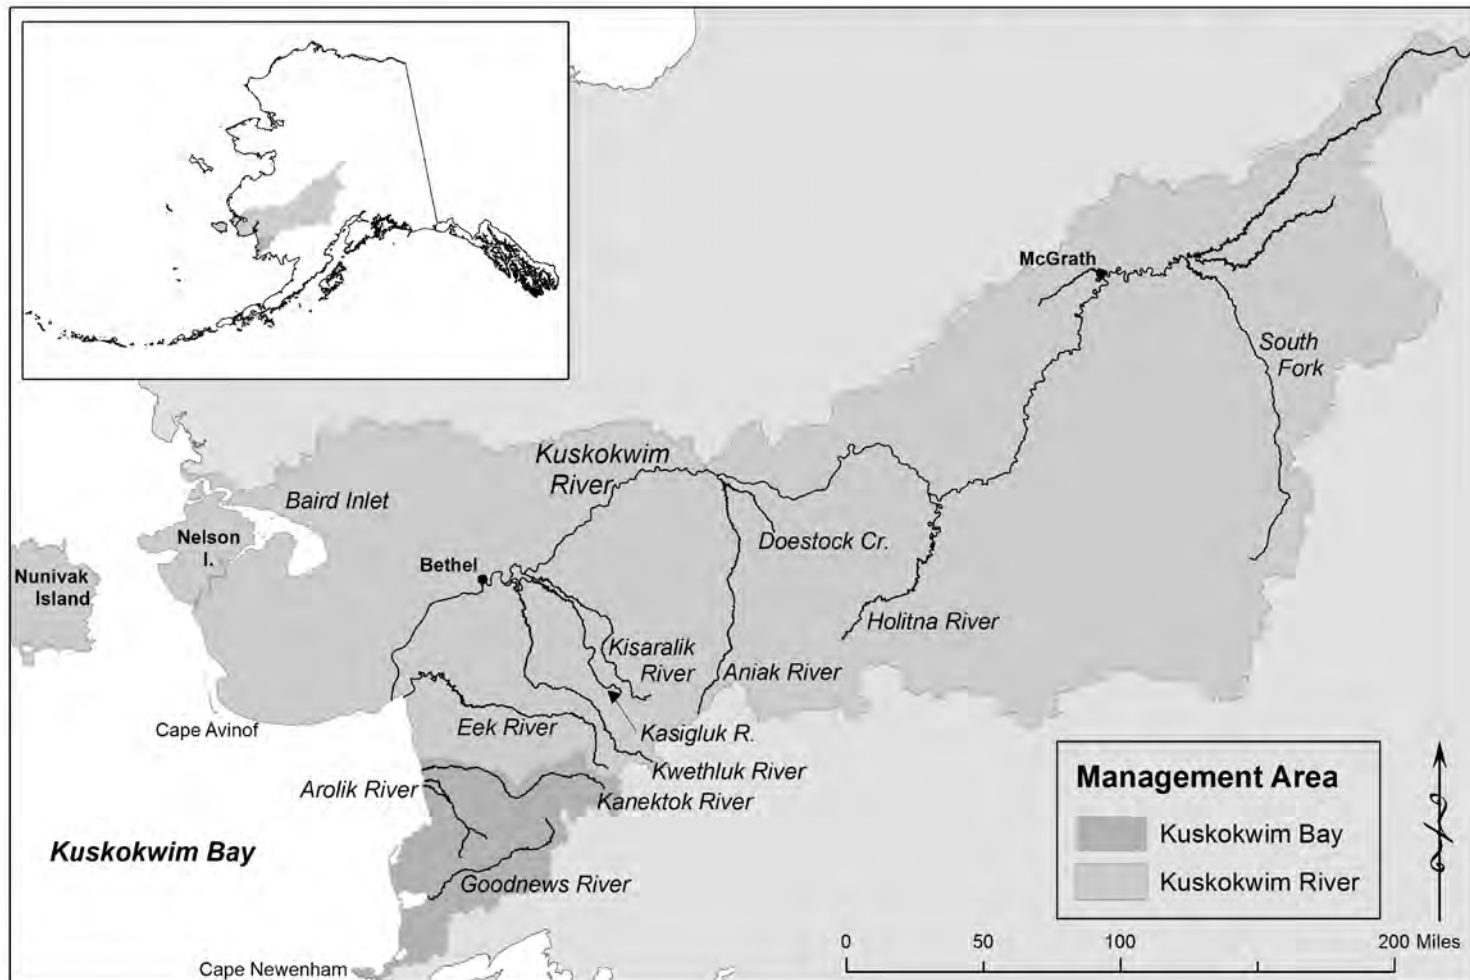 McGrath
South
Fork
Kuskokwim
River
Baird Inlet
Nelson
I.
Doestock Cr.
Bethel
Nunivak
Island
Holitna River
Kisaralik
River
Aniak River
Cape Avinof
Eek River
Kasigluk R.
Kwethluk River
Arolik River
Kanektok River
Kuskokwim Bay
Goodnews River
Cape Newenham
Management Area
Kuskokwim Bay
Kuskokwim River
0 50 100 200 Miles